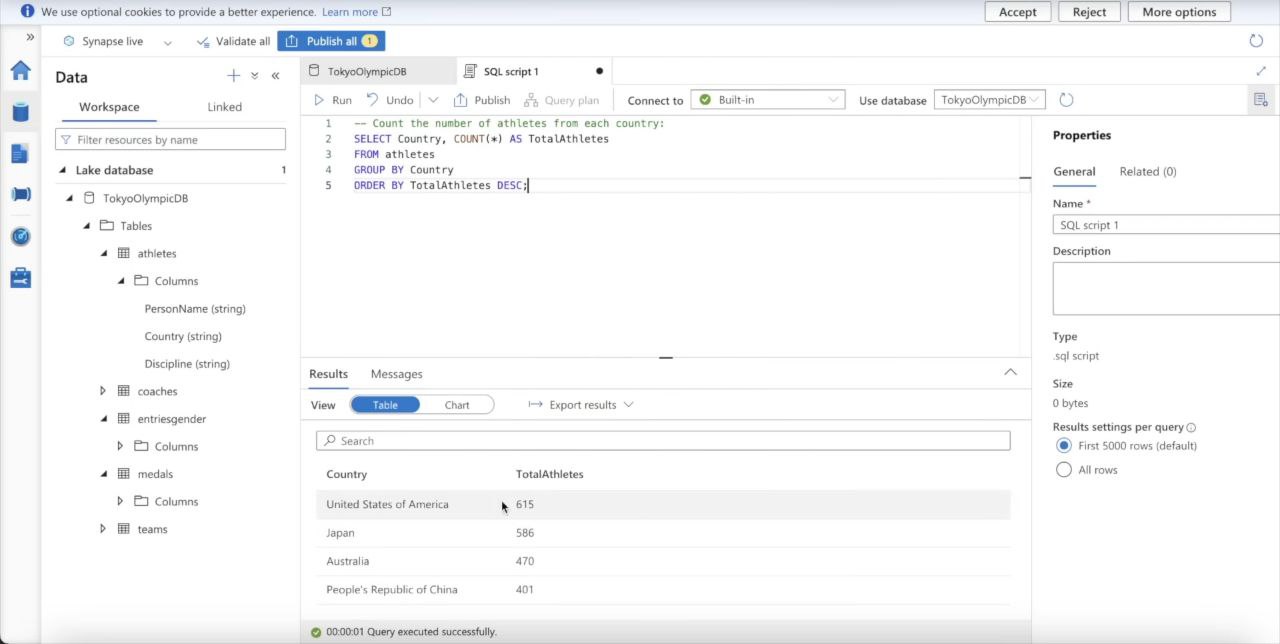 We use optional cookies to provide a better experience. Learn more
Accept
Reject
More options
Synapse live
Validate all
Publish all 1
Data
Workspace
Linked
Filter resources by name
Lake database 1
TokyoOlympicDB
Tables
athletes
Columns
PersonName (string)
Country (string)
Discipline (string)
coaches
entriesgender
Columns
medals
Columns
teams
TokyoOlympicDB
SQL script 1
Run
Undo
Publish
Query plan
Connect to
Built-in
Use database
TokyoOlympicDB
1 -- Count the number of athletes from each country:
2 SELECT Country, COUNT(*) AS TotalAthletes
3 FROM athletes
4 GROUP BY Country
5 ORDER BY TotalAthletes DESC;
Results
Messages
View
Table
Chart
Export results
Search
Country TotalAthletes
United States of America 615
Japan 586
Australia 470
People's Republic of China 401
00:00:01 Query executed successfully.
Properties
General
Related (0)
Name *
SQL script 1
Description
Type
.sql script
Size
0 bytes
Results settings per query
First 5000 rows (default)
All rows